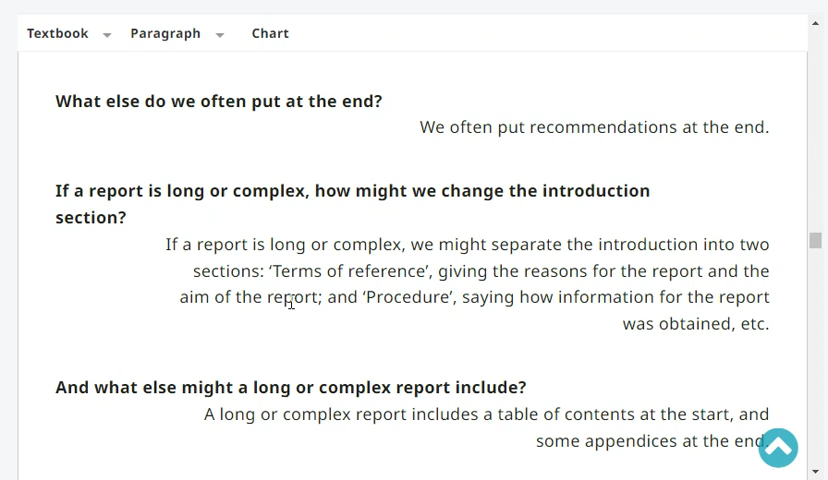 Textbook Paragraph Chart
What else do we often put at the end?
We often put recommendations at the end.
If a report is long or complex, how might we change the introduction
section?
If a report is long or complex, we might separate the introduction into two
sections: ‘Terms of reference’, giving the reasons for the report and the
aim of the report; and ‘Procedure’, saying how information for the report
was obtained, etc.
And what else might a long or complex report include?
A long or complex report includes a table of contents at the start, and
some appendices at the end.